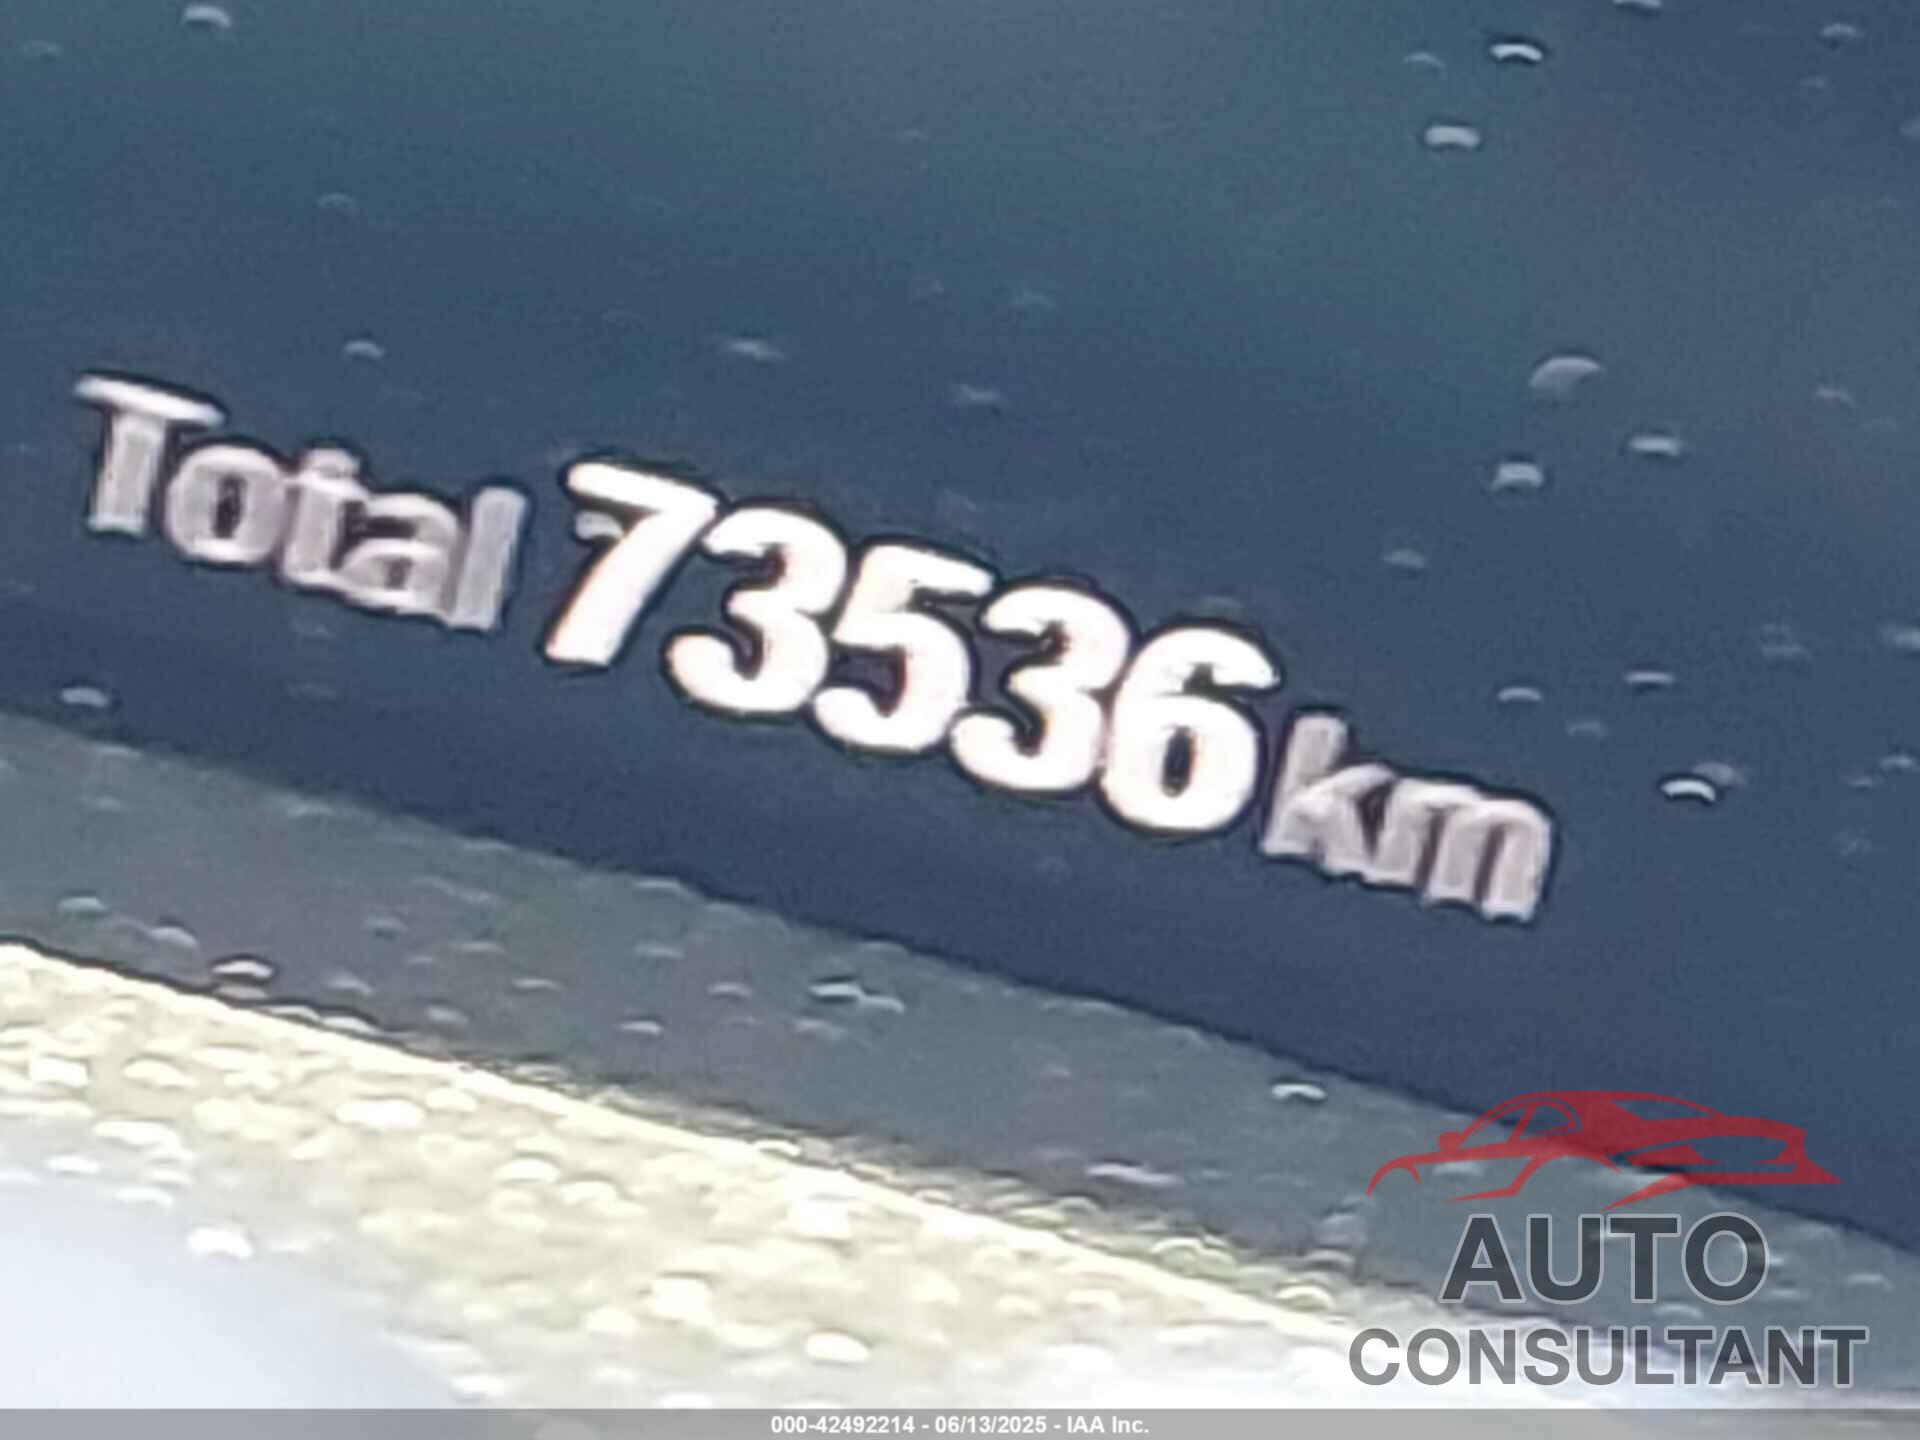 Total 73536 km
AUTO
CONSULTANT
000-42492214 - 06/13/2025 - IAA Inc.